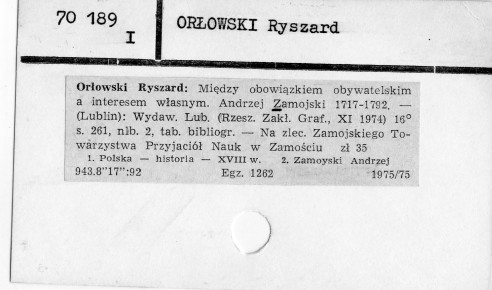 70 189
I
ORŁOWSKI Ryszard
Orłowski Ryszard: Między obowiązkiem obywatelskim
a interesem własnym. Andrzej Zamojski 1717-1792. —
(Lublin): Wydaw. Lub. (Rzesz. Zakł. Graf., XI 1974) 16°
s. 261, nlb. 2, tab. bibliogr. — Na zlec. Zamojskiego To-
warzystwa Przyjaciół Nauk w Zamościu zł 35
1. Polska — historia — XVIII w. 2. Zamoyski Andrzej
943.8"17":92 Egz. 1262 1975/75